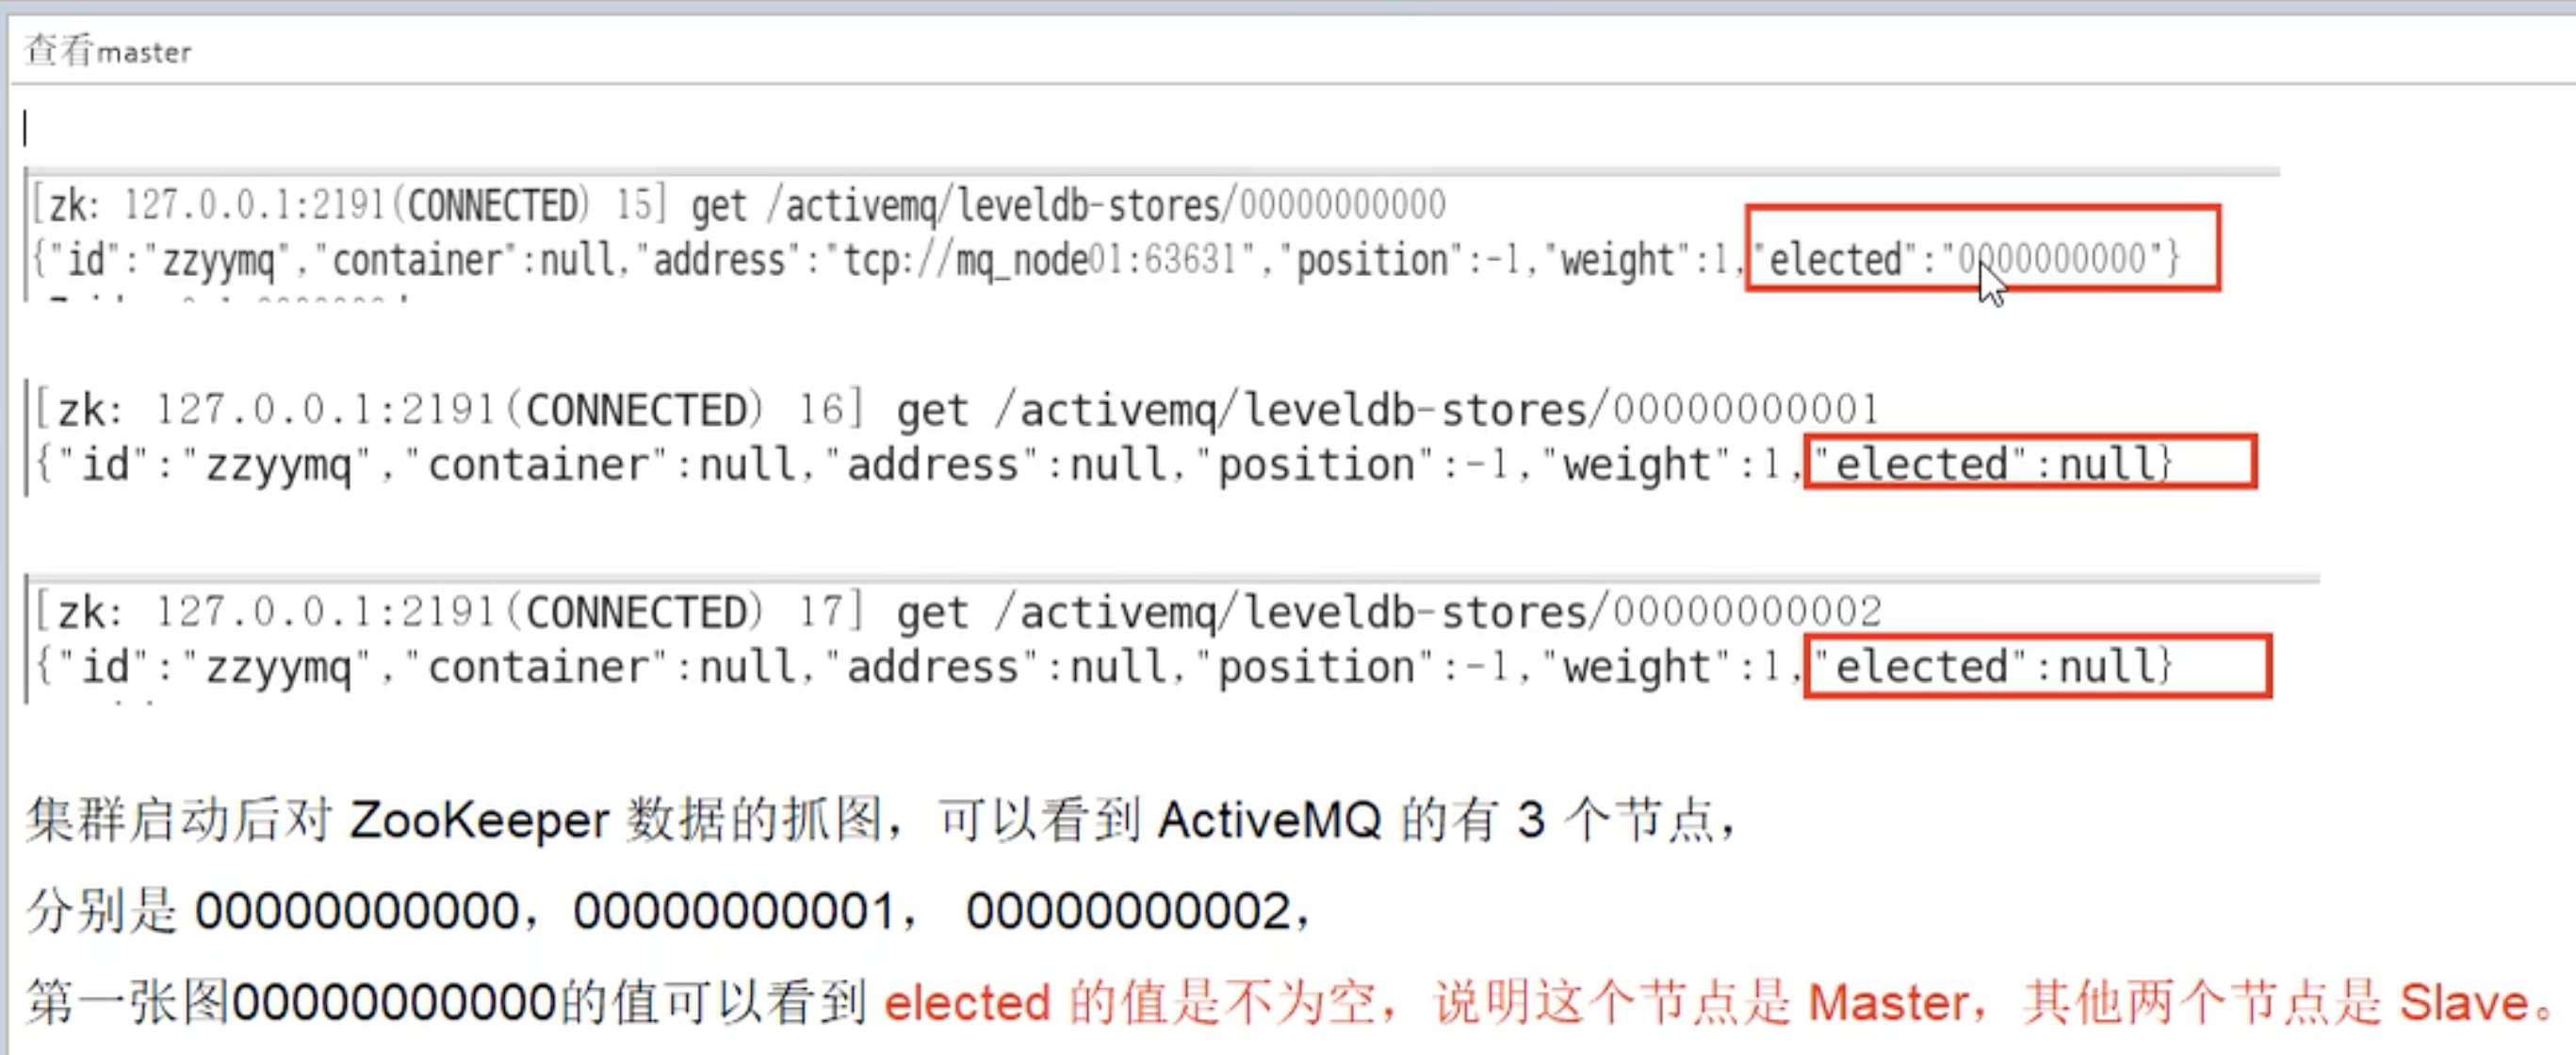 查看master
[zk: 127.0.0.1:2191(CONNECTED) 15] get /activemq/leveldb-stores/00000000000
{"id":"zzyymq","container":null,"address":"tcp://mq_node01:63631","position":-1,"weight":1,"elected":"0000000000"}
[zk: 127.0.0.1:2191(CONNECTED) 16] get /activemq/leveldb-stores/00000000001
{"id":"zzyymq","container":null,"address":null,"position":-1,"weight":1,"elected":null}
[zk: 127.0.0.1:2191(CONNECTED) 17] get /activemq/leveldb-stores/00000000002
{"id":"zzyymq","container":null,"address":null,"position":-1,"weight":1,"elected":null}
集群启动后对 ZooKeeper 数据的抓图，可以看到 ActiveMQ 的有 3 个节点，
分别是 00000000000，00000000001， 00000000002，
第一张图00000000000的值可以看到 elected 的值是不为空，说明这个节点是 Master，其他两个节点是 Slave。